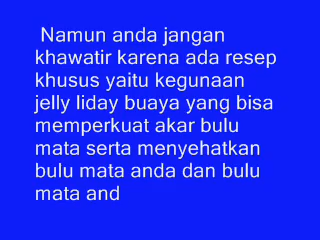 Namun anda jangan
khawatir karena ada resep
khusus yaitu kegunaan
jelly liday buaya yang bisa
memperkuat akar bulu
mata serta menyehatkan
bulu mata anda dan bulu
mata and